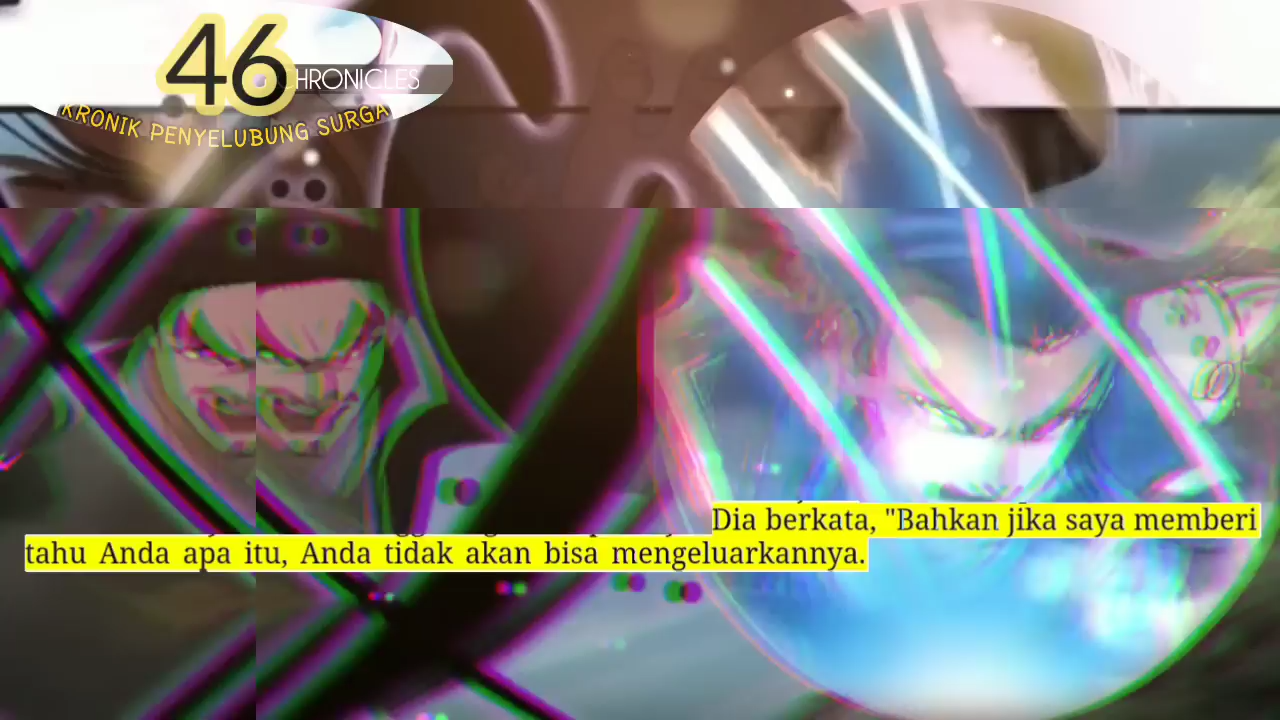 46
CHRONICLES
KRONIK PENYELUBUNG SURGA
Dia berkata, "Bahkan jika saya memberi
tahu Anda apa itu, Anda tidak akan bisa mengeluarkannya.